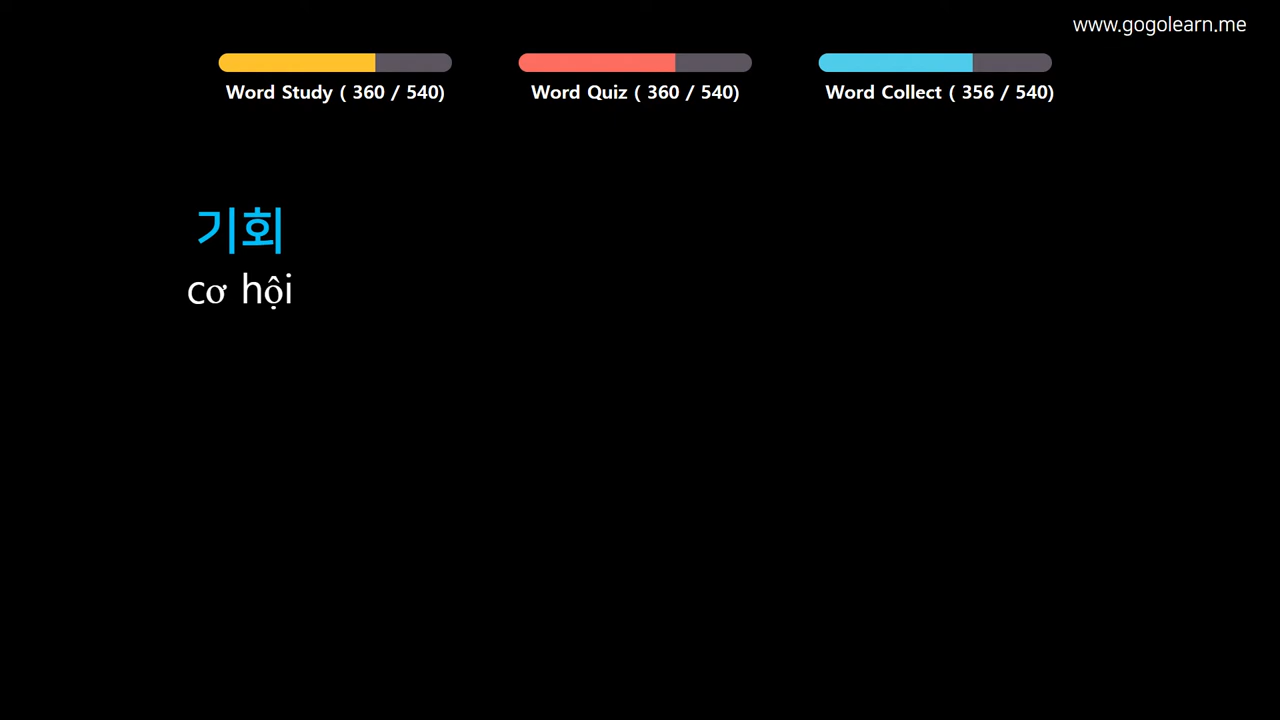 www.gogolearn.me
Word Study ( 360 / 540)
Word Quiz ( 360 / 540)
Word Collect ( 356 / 540)
기회
cơ hội